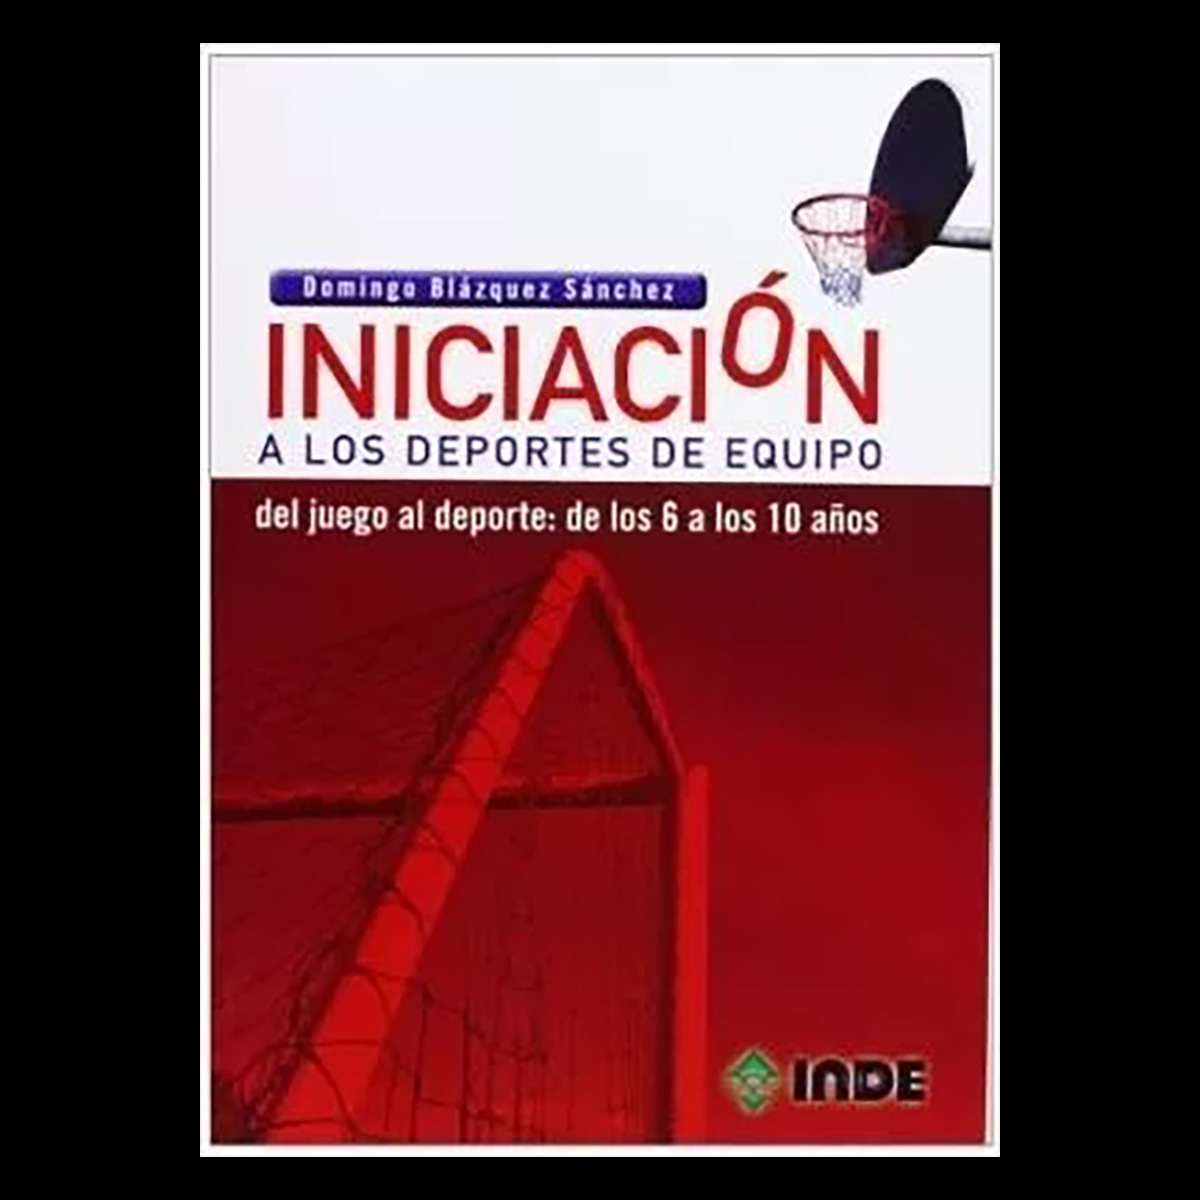 Domingo Blázquez Sánchez
INICIACIÓN
A LOS DEPORTES DE EQUIPO
del juego al deporte: de los 6 a los 10 años
INDE